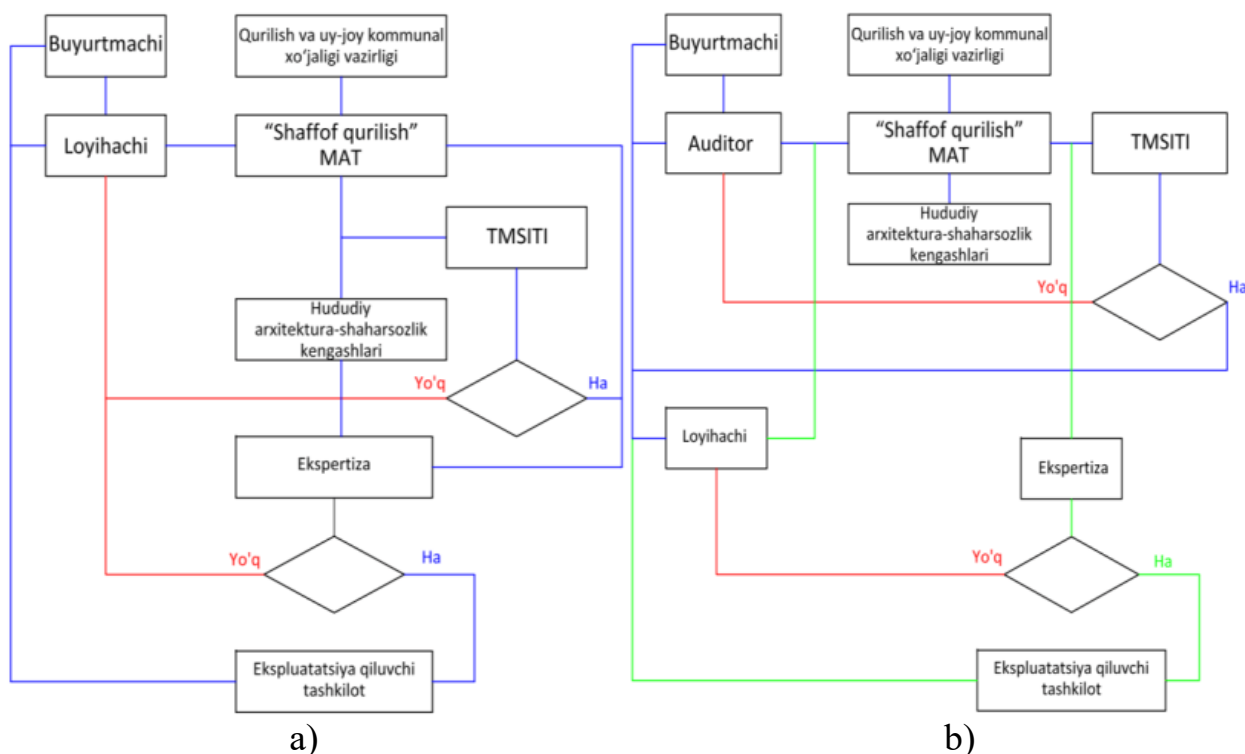 Buyurtmachi
Qurilish va uy-joy kommunal
xo‘jaligi vazirligi
Loyihachi
“Shaffof qurilish”
MAT
TMSITI
Hududiy
arxitektura-shaharsozlik
kengashlari
Yo'q
Ha
Ekspertiza
Yo'q
Ha
Ekspluatatsiya qiluvchi
tashkilot
a)
Buyurtmachi
Qurilish va uy-joy kommunal
xo‘jaligi vazirligi
Auditor
“Shaffof qurilish”
MAT
TMSITI
Hududiy
arxitektura-shaharsozlik
kengashlari
Yo'q
Ha
Loyihachi
Ekspertiza
Yo'q
Ha
Ekspluatatsiya qiluvchi
tashkilot
b)